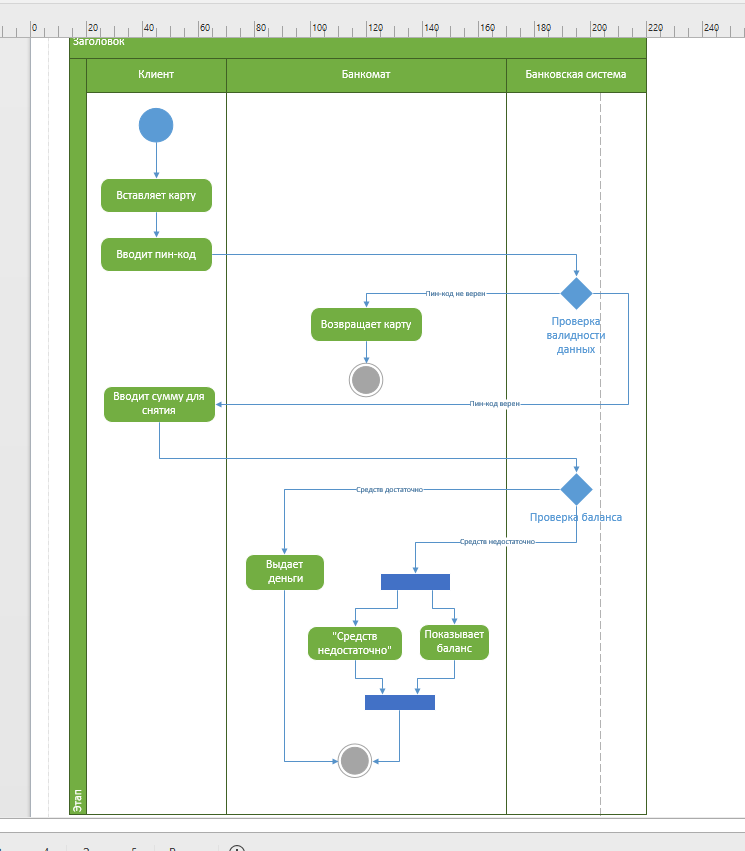 0 20 40 60 80 100 120 140 160 180 200 220 240
Заголовок
Клиент
Банкомат
Банковская система
Вставляет карту
Вводит пин-код
Пин-код не верен
Возвращает карту
Проверка
валидности
данных
Вводит сумму для
снятия
Пин-код верен
Средств достаточно
Проверка баланса
Средств недостаточно
Выдает
деньги
"Средств
недостаточно"
Показывает
баланс
Этап